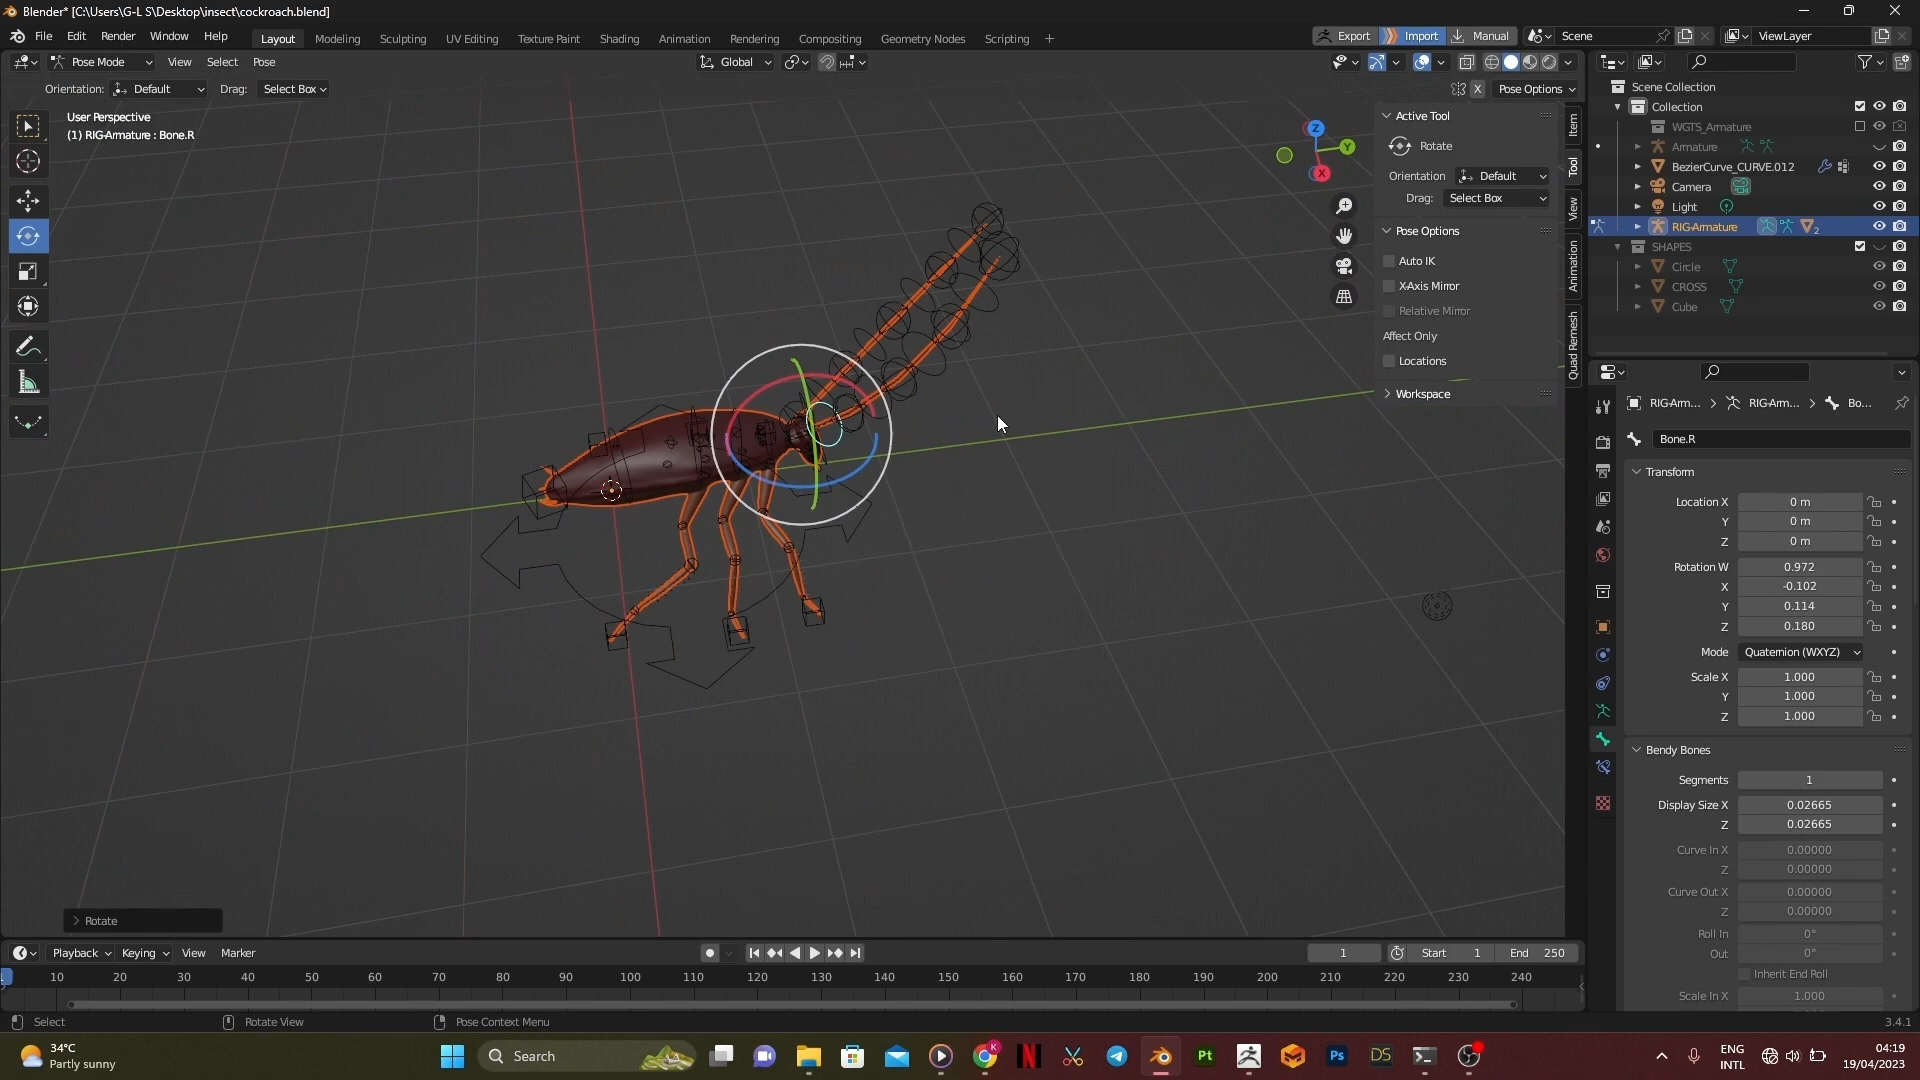 Blender* [C:\Users\G-L S\Desktop\insect\cockroach.blend]
File Edit Render Window Help Layout Modeling Sculpting UV Editing Texture Paint Shading Animation Rendering Compositing Geometry Nodes Scripting + Export Import Manual Scene ViewLayer
Pose Mode View Select Pose Global
Orientation: Default Drag: Select Box X Pose Options
User Perspective
(1) RIG-Armature : Bone.R
Z
Y
X
Active Tool
Rotate
Orientation Default
Drag: Select Box
Pose Options
Auto IK
X-Axis Mirror
Relative Mirror
Affect Only
Locations
Workspace
Item
Tool
View
Animation
Quad Remesh
Scene Collection
Collection
WGTS_Armature
Armature
BezierCurve_CURVE.012
Camera
Light
RIG-Armature 2
SHAPES
Circle
CROSS
Cube
RIG-Arm... > RIG-Arm... > Bo...
Bone.R
Transform
Location X 0 m
Y 0 m
Z 0 m
Rotation W 0.972
X -0.102
Y 0.114
Z 0.180
Mode Quaternion (WXYZ)
Scale X 1.000
Y 1.000
Z 1.000
Bendy Bones
Segments 1
Display Size X 0.02665
Z 0.02665
Curve In X 0.00000
Z 0.00000
Curve Out X 0.00000
Z 0.00000
Roll In 0°
Out 0°
Inherit End Roll
Scale In X 1.000
Rotate
Playback Keying View Marker 1 Start 1 End 250
10 20 30 40 50 60 70 80 90 100 110 120 130 140 150 160 170 180 190 200 210 220 230 240
Select Rotate View Pose Context Menu 3.4.1
34°C
Partly sunny
Search
K
N
Pt
Ps
DS
ENG
INTL
04:19
19/04/2023